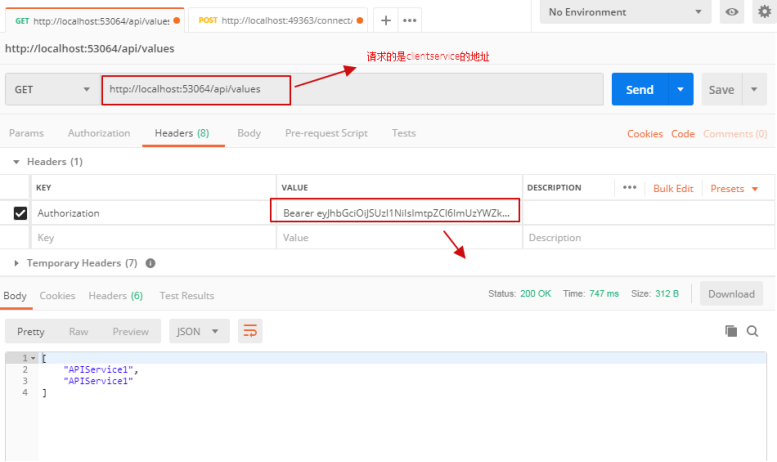 GET http://localhost:53064/api/values
POST http://localhost:49363/connect/
No Environment
http://localhost:53064/api/values
请求的是clientservice的地址
GET http://localhost:53064/api/values Send Save
Params Authorization Headers (8) Body Pre-request Script Tests Cookies Code Comments (0)
Headers (1)
KEY VALUE DESCRIPTION Bulk Edit Presets
Authorization Bearer eyJhbGciOiJSUzI1NiIsImtpZCI6ImUzYWZk...
Key Value Description
Temporary Headers (7)
Body Cookies Headers (6) Test Results Status: 200 OK Time: 747 ms Size: 312 B Download
Pretty Raw Preview JSON
1 [
2 "APIService1",
3 "APIService1"
4 ]